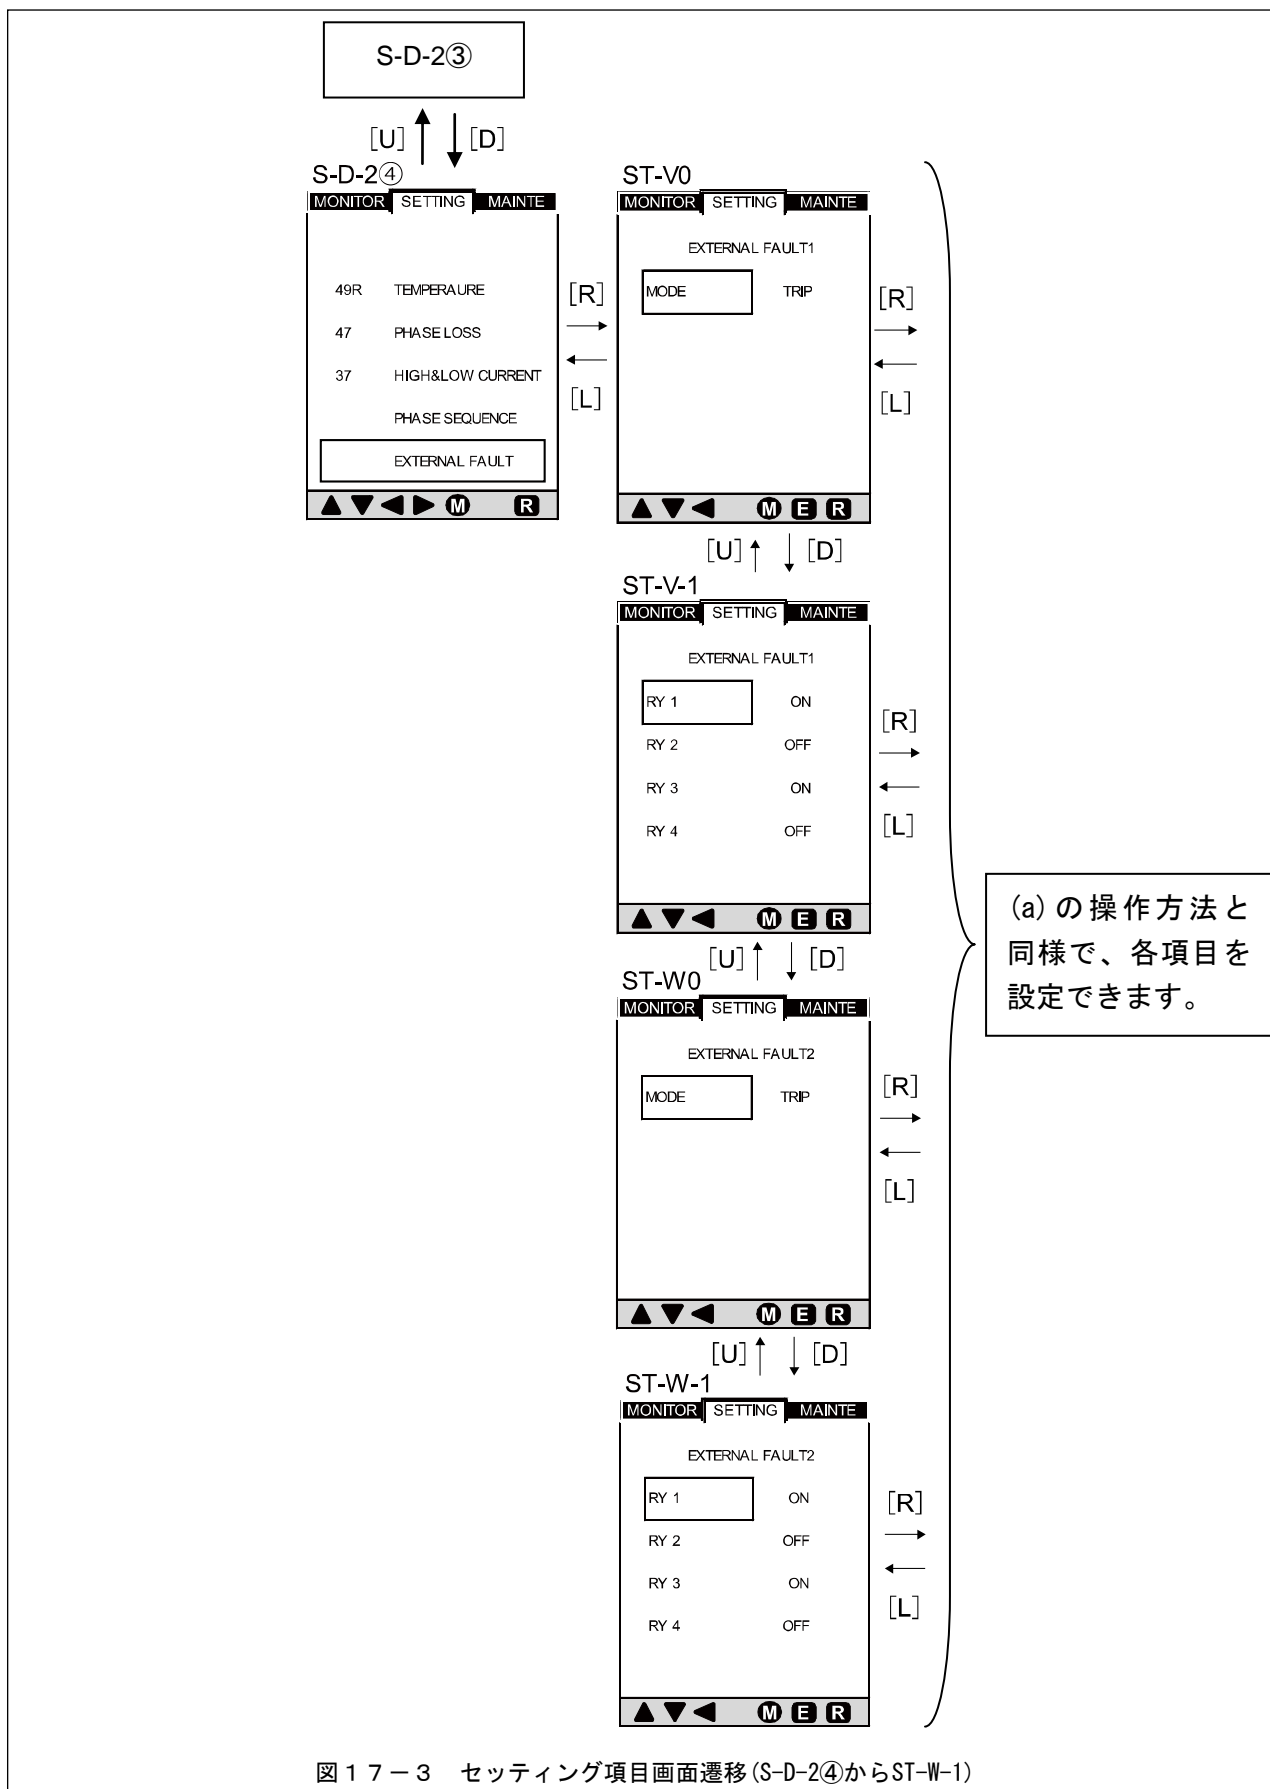 S-D-2③
[U] [D]
S-D-2④
MONITOR SETTING MAINTE
49R TEMPERAURE
47 PHASE LOSS
37 HIGH&LOW CURRENT
PHASE SEQUENCE
EXTERNAL FAULT
M R
[R]
[L]
ST-V0
MONITOR SETTING MAINTE
EXTERNAL FAULT1
MODE TRIP
M E R
[R]
[L]
[U] [D]
ST-V-1
MONITOR SETTING MAINTE
EXTERNAL FAULT1
RY 1 ON
RY 2 OFF
RY 3 ON
RY 4 OFF
M E R
[R]
[L]
[U] [D]
ST-W0
MONITOR SETTING MAINTE
EXTERNAL FAULT2
MODE TRIP
M E R
[R]
[L]
[U] [D]
ST-W-1
MONITOR SETTING MAINTE
EXTERNAL FAULT2
RY 1 ON
RY 2 OFF
RY 3 ON
RY 4 OFF
M E R
[R]
[L]
(a)の操作方法と
同様で、各項目を
設定できます。
図17-3 セッティング項目画面遷移(S-D-2④からST-W-1)